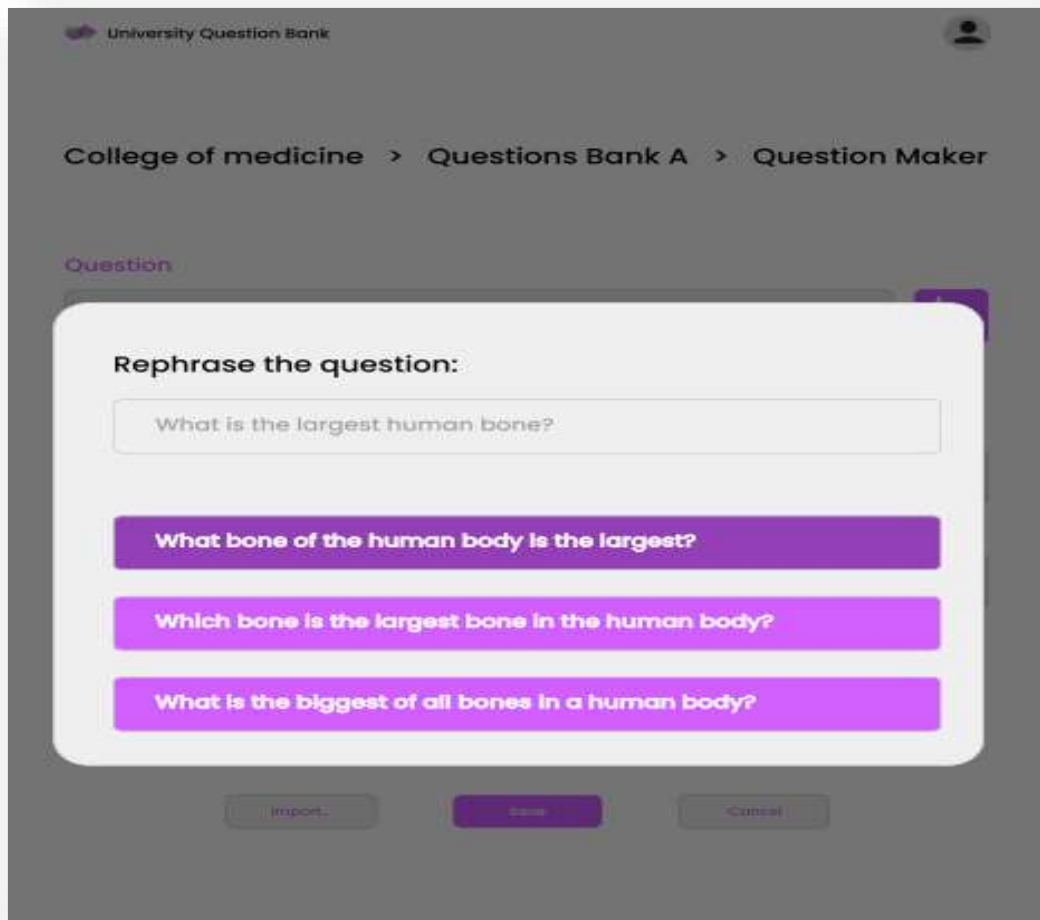 University Question Bank
College of medicine > Questions Bank A > Question Maker
Question
Rephrase the question:
What is the largest human bone?
What bone of the human body is the largest?
Which bone is the largest bone in the human body?
What is the biggest of all bones in a human body?
Import..
Save
Cancel